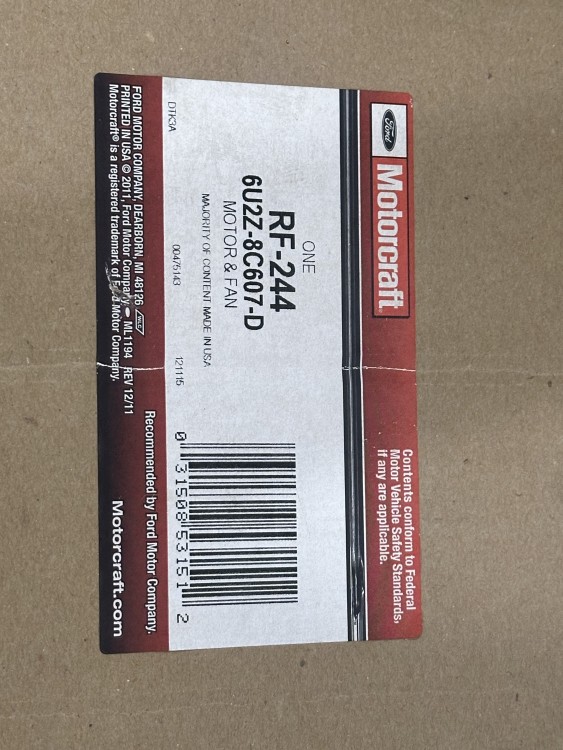 Ford
Motorcraft®
Contents conform to Federal
Motor Vehicle Safety Standards,
if any are applicable.
ONE
RF-244
6U2Z-8C607-D
MOTOR & FAN
MAJORITY OF CONTENT MADE IN USA
DTK3A
00475143
121115
0 31508 53151 2
Recommended by Ford Motor Company.
FORD MOTOR COMPANY, DEARBORN, MI 48126
PRINTED IN USA © 2011, Ford Motor Company ML1194 REV 12/11
Motorcraft® is a registered trademark of Ford Motor Company.
Motorcraft.com